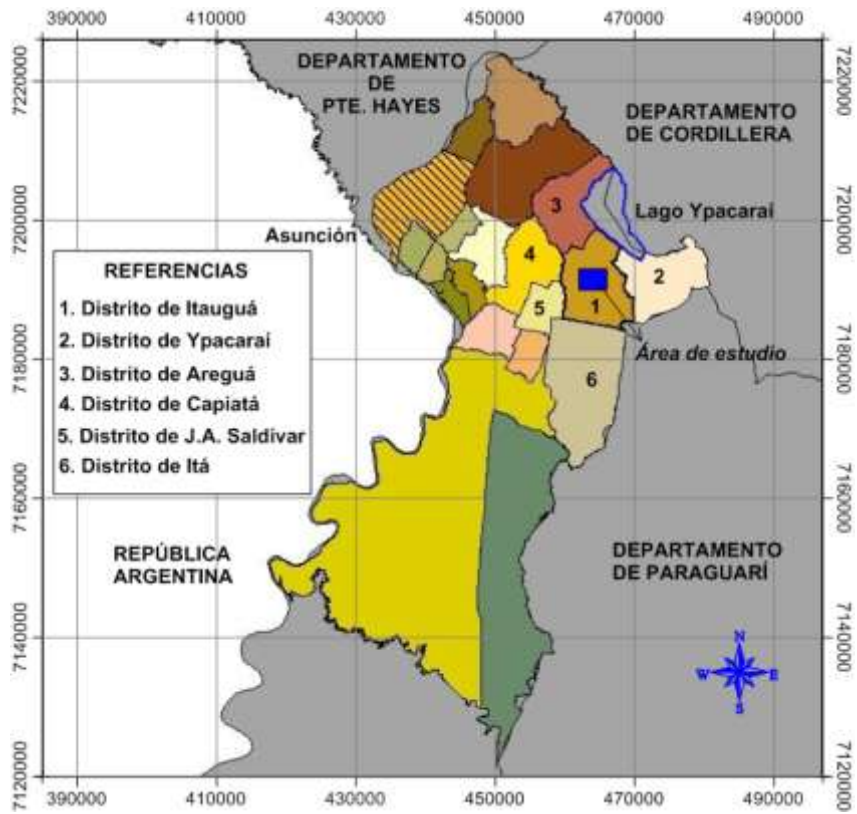 390000 410000 430000 450000 470000 490000
7220000
7200000
7180000
7160000
7140000
7120000
DEPARTAMENTO
DE
PTE. HAYES
DEPARTAMENTO
DE CORDILLERA
3
Lago Ypacaraí
Asunción
4
2
1
5
Área de estudio
6
REFERENCIAS
1. Distrito de Itauguá
2. Distrito de Ypacaraí
3. Distrito de Areguá
4. Distrito de Capiatá
5. Distrito de J.A. Saldívar
6. Distrito de Itá
REPÚBLICA
ARGENTINA
DEPARTAMENTO
DE PARAGUARÍ
N
W E
S
7220000
7200000
7180000
7160000
7140000
7120000
390000 410000 430000 450000 470000 490000